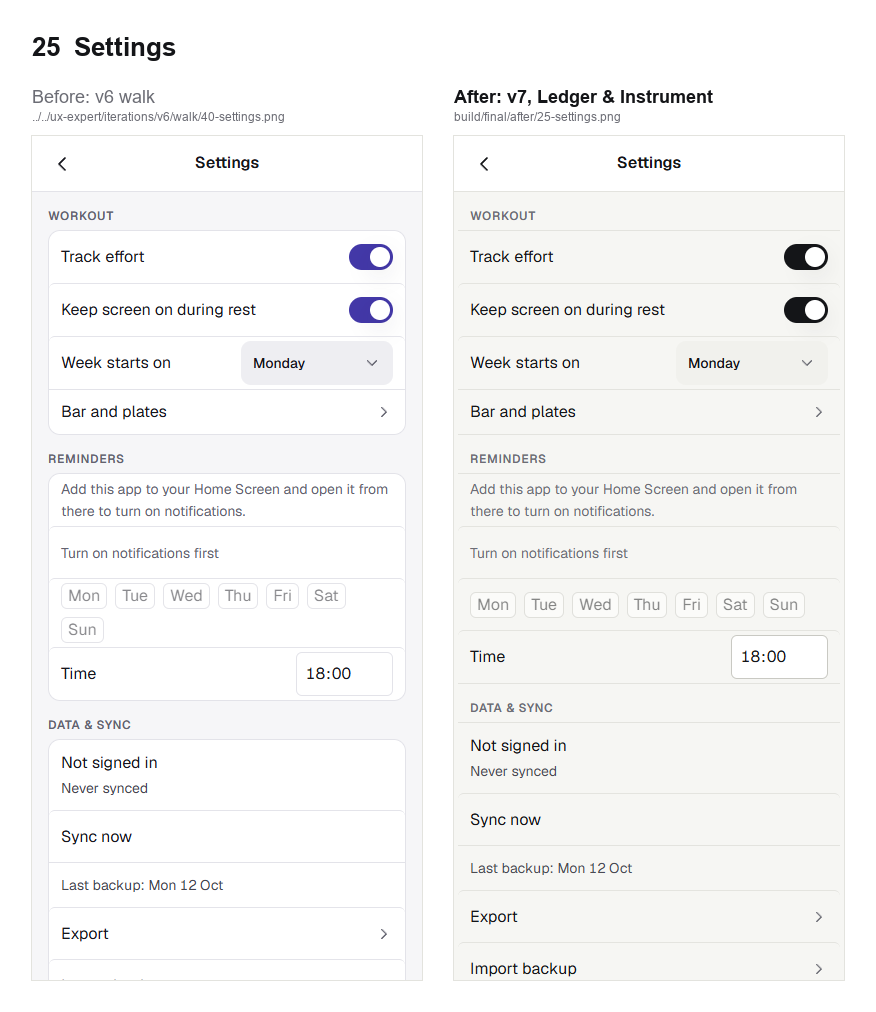 25 Settings
Before: v6 walk
../../ux-expert/iterations/v6/walk/40-settings.png
Settings
WORKOUT
Track effort
Keep screen on during rest
Week starts on
Monday
Bar and plates
REMINDERS
Add this app to your Home Screen and open it from
there to turn on notifications.
Turn on notifications first
Mon Tue Wed Thu Fri Sat
Sun
Time
18:00
DATA & SYNC
Not signed in
Never synced
Sync now
Last backup: Mon 12 Oct
Export
After: v7, Ledger & Instrument
build/final/after/25-settings.png
Settings
WORKOUT
Track effort
Keep screen on during rest
Week starts on
Monday
Bar and plates
REMINDERS
Add this app to your Home Screen and open it from
there to turn on notifications.
Turn on notifications first
Mon Tue Wed Thu Fri Sat Sun
Time
18:00
DATA & SYNC
Not signed in
Never synced
Sync now
Last backup: Mon 12 Oct
Export
Import backup